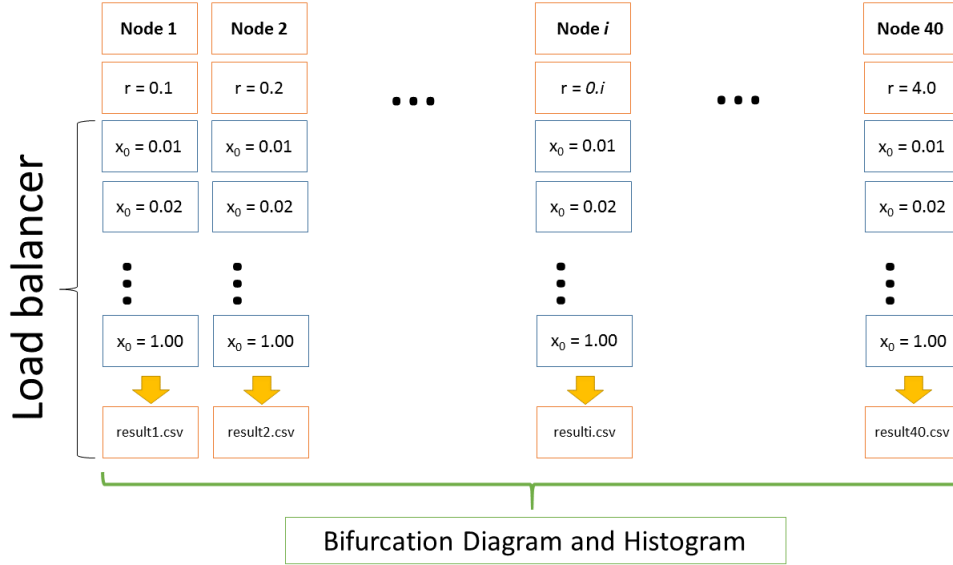 Node 1 Node 2 Node i Node 40
r = 0.1 r = 0.2 ... r = 0.i ... r = 4.0
x₀ = 0.01 x₀ = 0.01 x₀ = 0.01 x₀ = 0.01
x₀ = 0.02 x₀ = 0.02 x₀ = 0.02 x₀ = 0.02
x₀ = 1.00 x₀ = 1.00 x₀ = 1.00 x₀ = 1.00
result1.csv result2.csv resulti.csv result40.csv
Load balancer
Bifurcation Diagram and Histogram